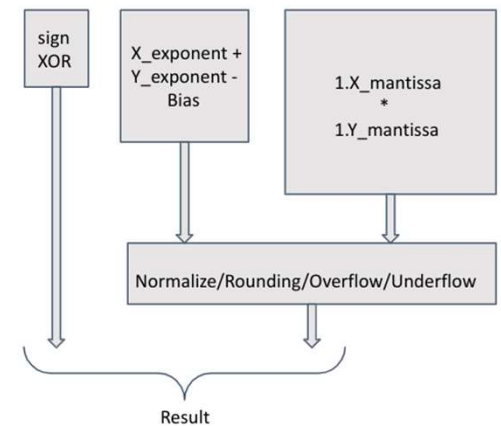 sign
XOR
X_exponent +
Y_exponent -
Bias
1.X_mantissa
*
1.Y_mantissa
Normalize/Rounding/Overflow/Underflow
Result